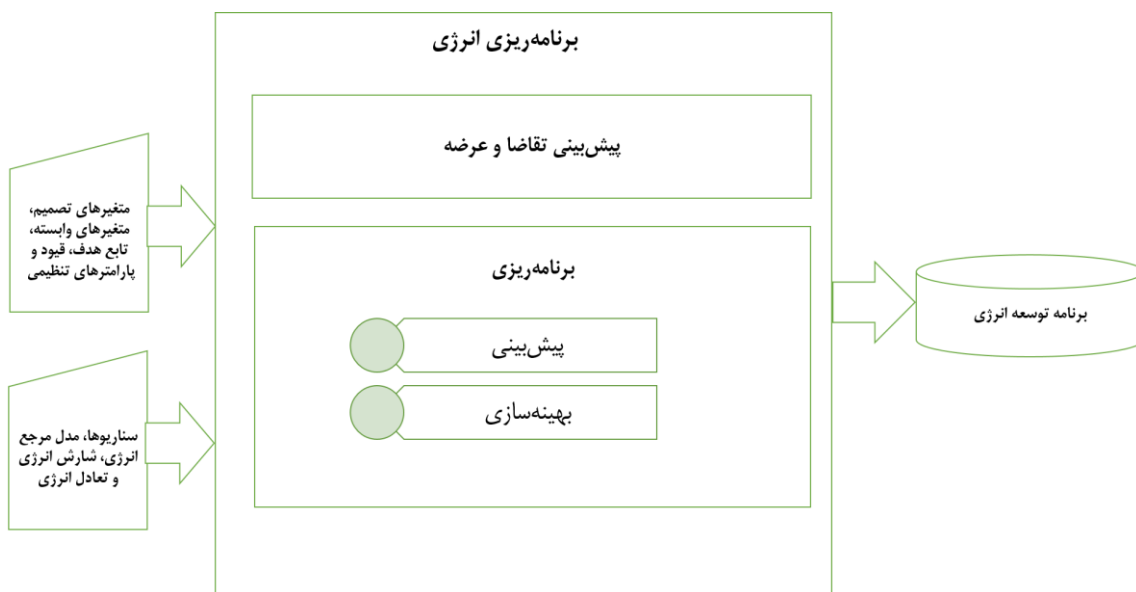 برنامه‌ریزی انرژی
پیش‌بینی تقاضا و عرضه
متغیرهای تصمیم،
متغیرهای وابسته،
تابع هدف، قیود و
پارامترهای تنظیمی
برنامه‌ریزی
پیش‌بینی
بهینه‌سازی
سناریوها، مدل مرجع
انرژی، شارش انرژی
و تعادل انرژی
برنامه توسعه انرژی